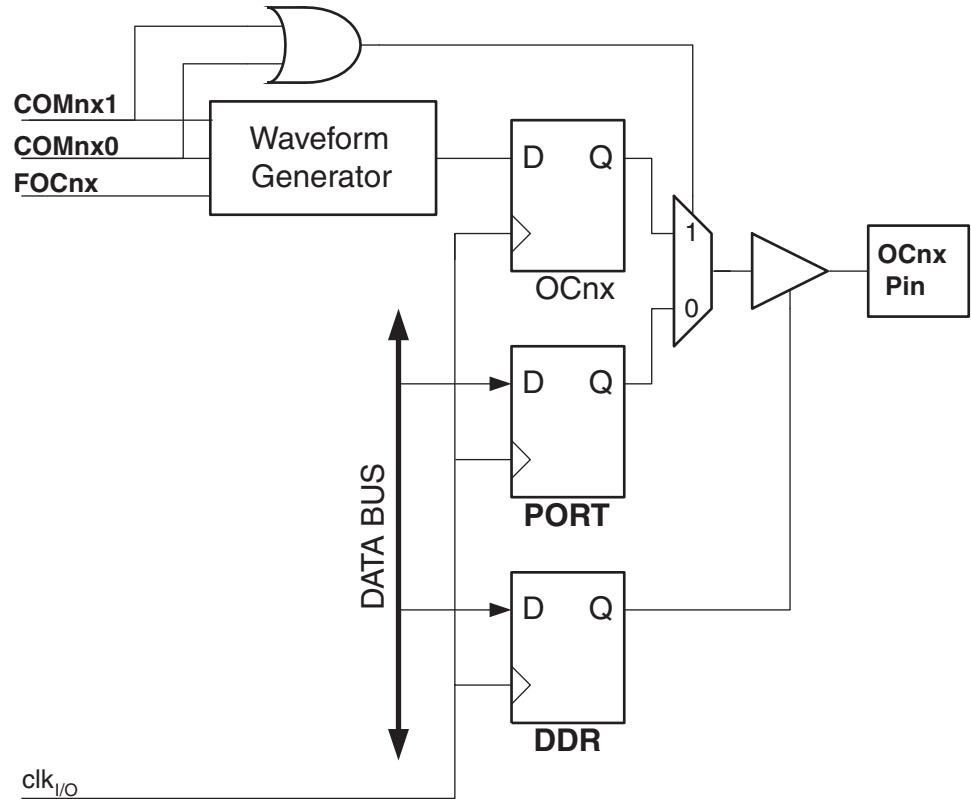 COMnx1
COMnx0
FOCnx
Waveform
Generator
D Q
OCnx
1
0
OCnx
Pin
D Q
PORT
DATA BUS
D Q
DDR
clkI/O